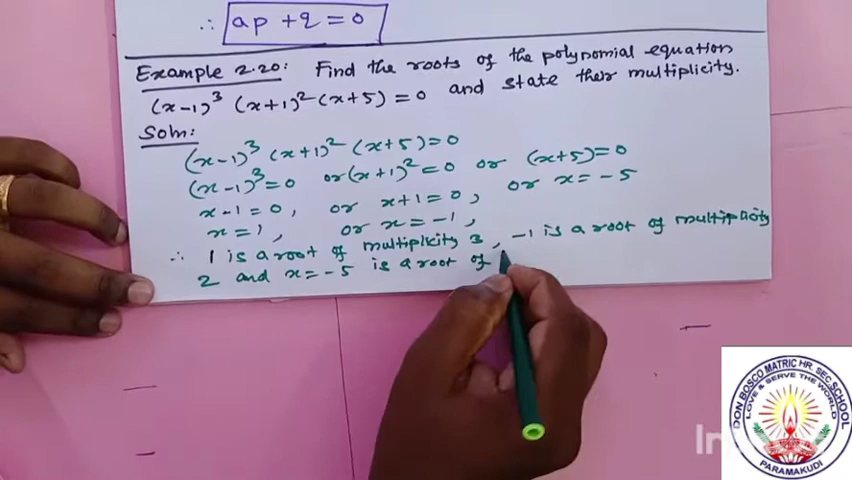 ∴ ap + q = 0
Example 2.20: Find the roots of the polynomial equation
(x-1)³ (x+1)² (x+5) = 0 and state their multiplicity.
Soln:
(x-1)³ (x+1)² (x+5) = 0
(x-1)³ = 0 or (x+1)² = 0 or (x+5) = 0
x-1 = 0, or x+1 = 0, or x = -5
x = 1, or x = -1,
∴ 1 is a root of multiplicity 3, -1 is a root of multiplicity
2 and x = -5 is a root of
DON BOSCO MATRIC HR. SEC. SCHOOL
LOVE & SERVE THE WORLD
PARAMAKUDI